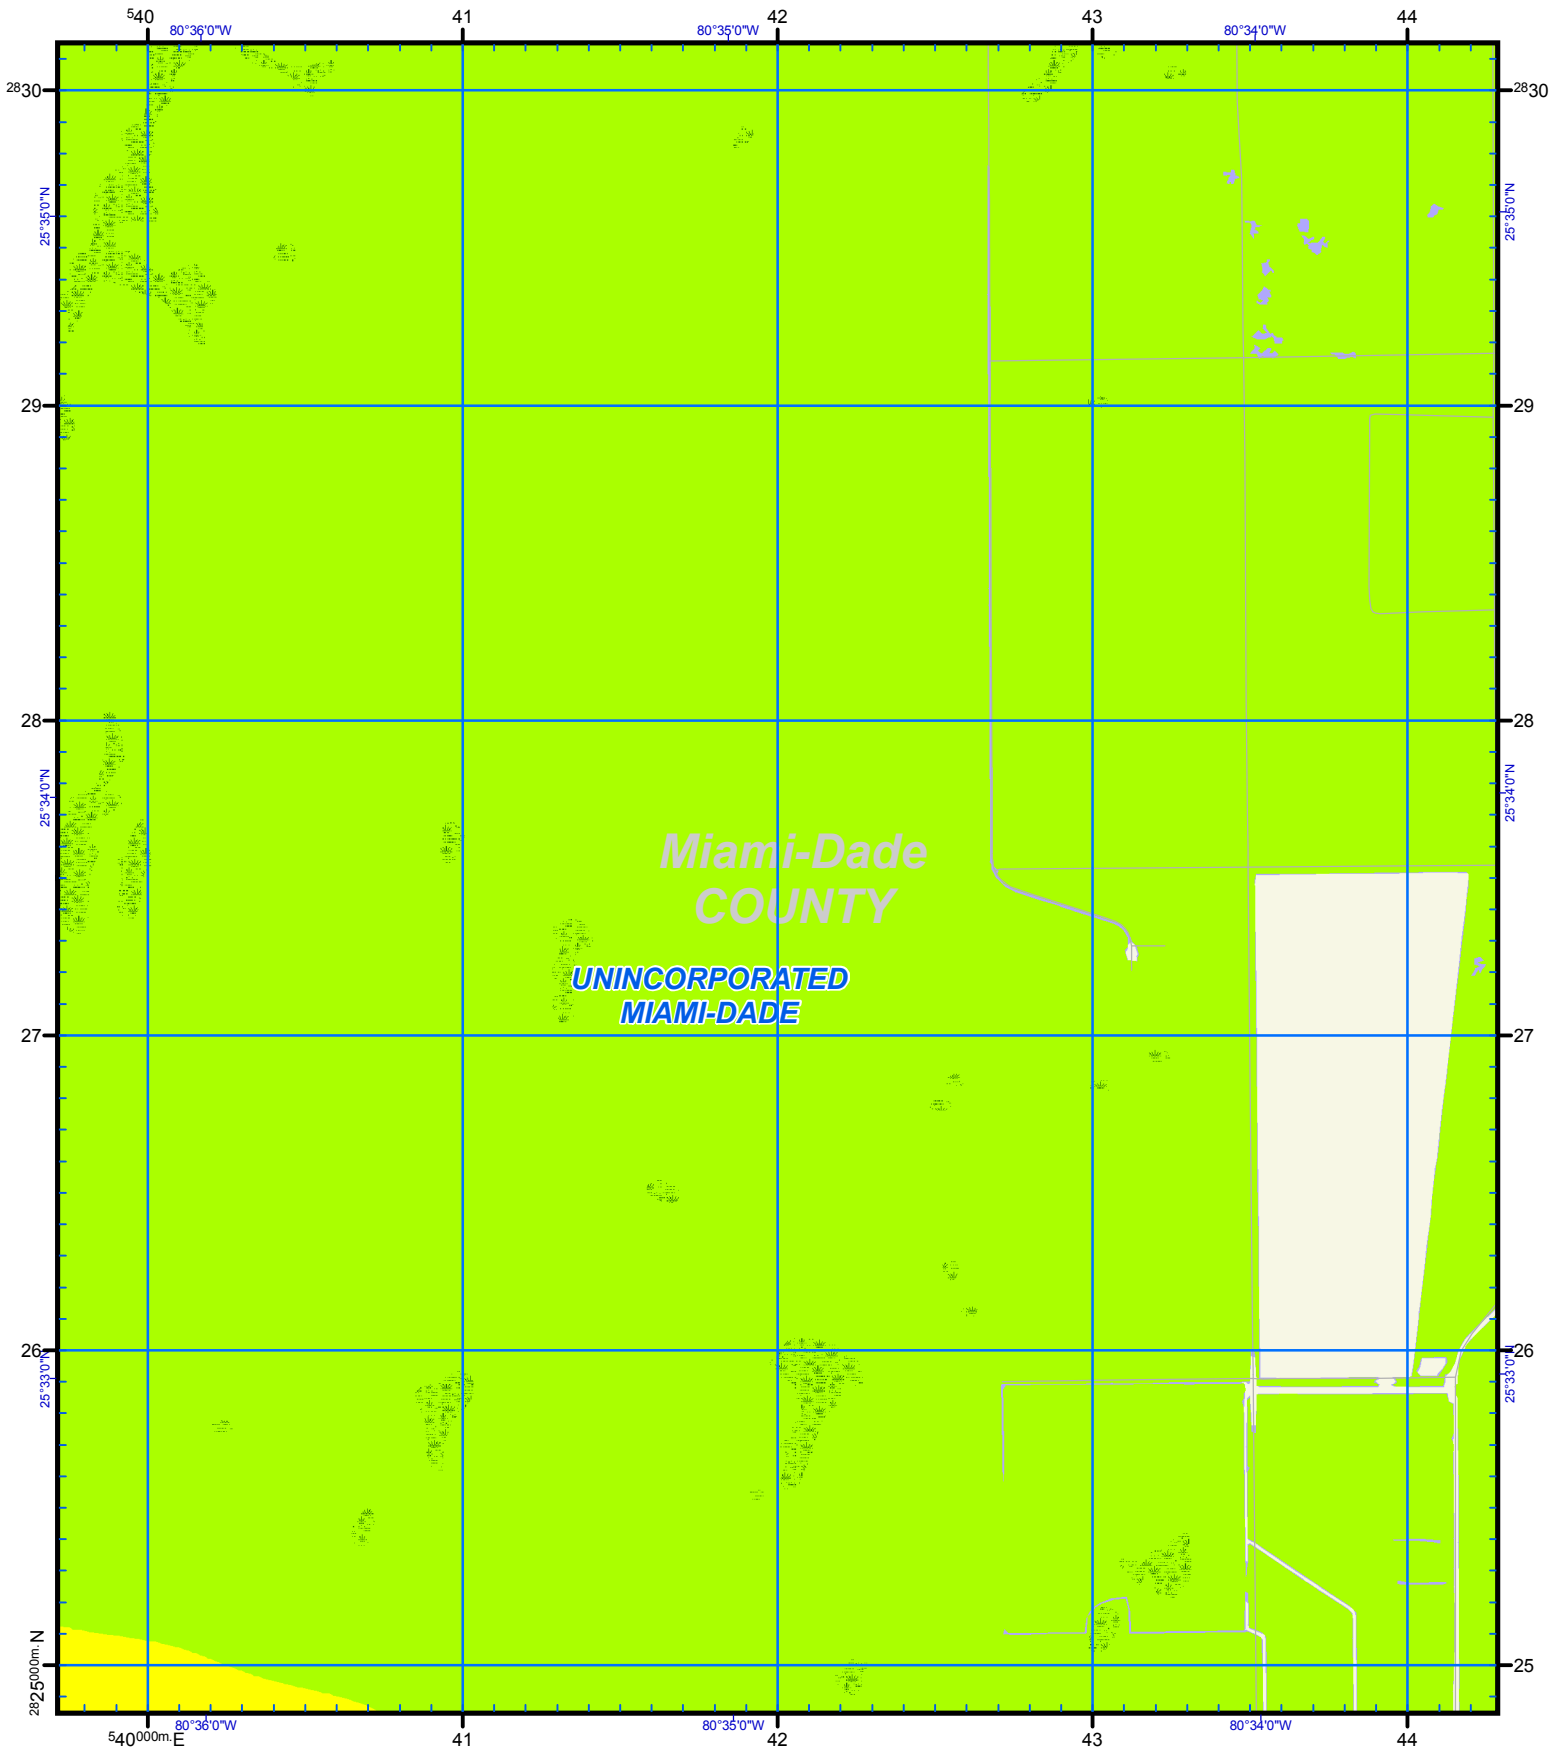 540 41 42 43 44
80°36'0"W 80°35'0"W 80°34'0"W
2830 2830
25°35'0"N 25°35'0"N
29 29
28 28
25°34'0"N 25°34'0"N
Miami-Dade
COUNTY
UNINCORPORATED
MIAMI-DADE
27 27
26 26
25°33'0"N 25°33'0"N
2825000m.N 25
80°36'0"W 80°35'0"W 80°34'0"W
540000m.E 41 42 43 44